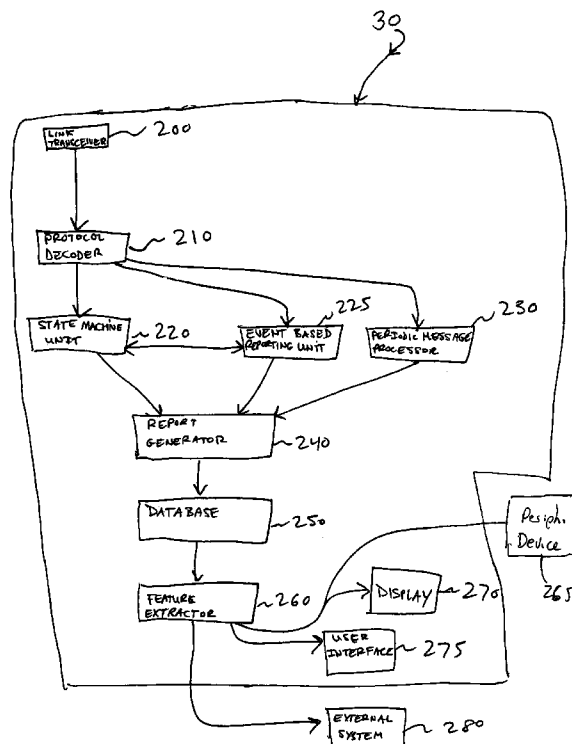 30
LINK
TRANSCEIVER
200
PROTOCOL
DECODER
210
STATE MACHINE
UNIT
220
EVENT BASED
REPORTING UNIT
225
PERIODIC MESSAGE
PROCESSOR
230
REPORT
GENERATOR
240
DATABASE
250
Periph.
Device
265
FEATURE
EXTRACTOR
260
DISPLAY
270
USER
INTERFACE
275
EXTERNAL
SYSTEM
280